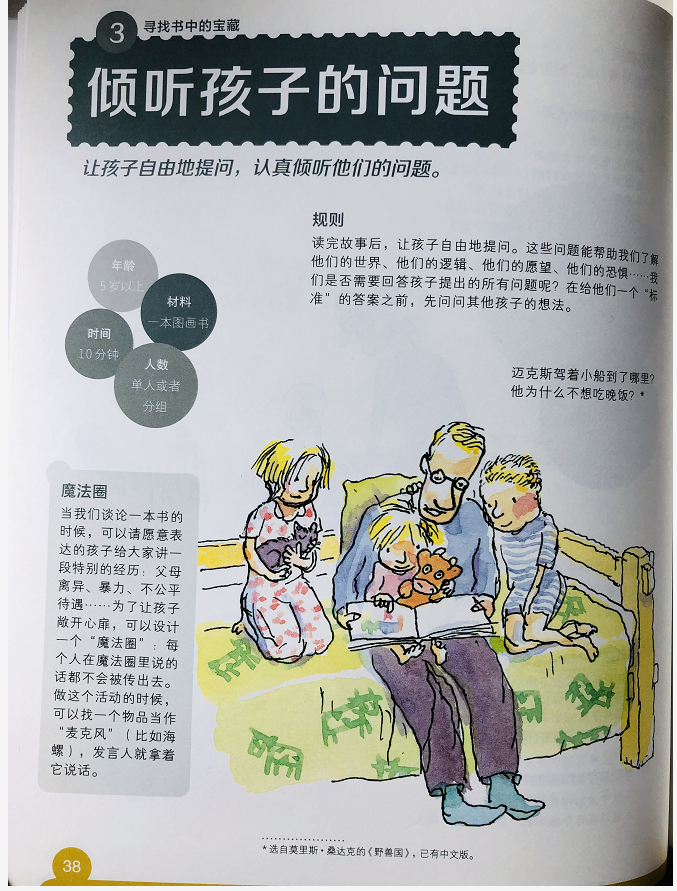 3
寻找书中的宝藏
倾听孩子的问题
让孩子自由地提问，认真倾听他们的问题。
规则
读完故事后，让孩子自由地提问。这些问题能帮助我们了解
他们的世界、他们的逻辑、他们的愿望、他们的恐惧……我
们是否需要回答孩子提出的所有问题呢？在给他们一个“标
准”的答案之前，先问问其他孩子的想法。
年龄
5岁以上
材料
一本图画书
时间
10分钟
人数
单人或者
分组
迈克斯驾着小船到了哪里？
他为什么不想吃晚饭？*
魔法圈
当我们谈论一本书的
时候，可以请愿意表
达的孩子给大家讲一
段特别的经历：父母
离异、暴力、不公平
待遇……为了让孩子
敞开心扉，可以设计
一个“魔法圈”：每
个人在魔法圈里说的
话都不会被传出去。
做这个活动的时候，
可以找一个物品当作
“麦克风”（比如海
螺），发言人就拿着
它说话。
*选自莫里斯·桑达克的《野兽国》，已有中文版。
38